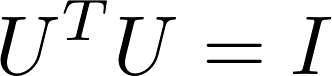 U^T U = I